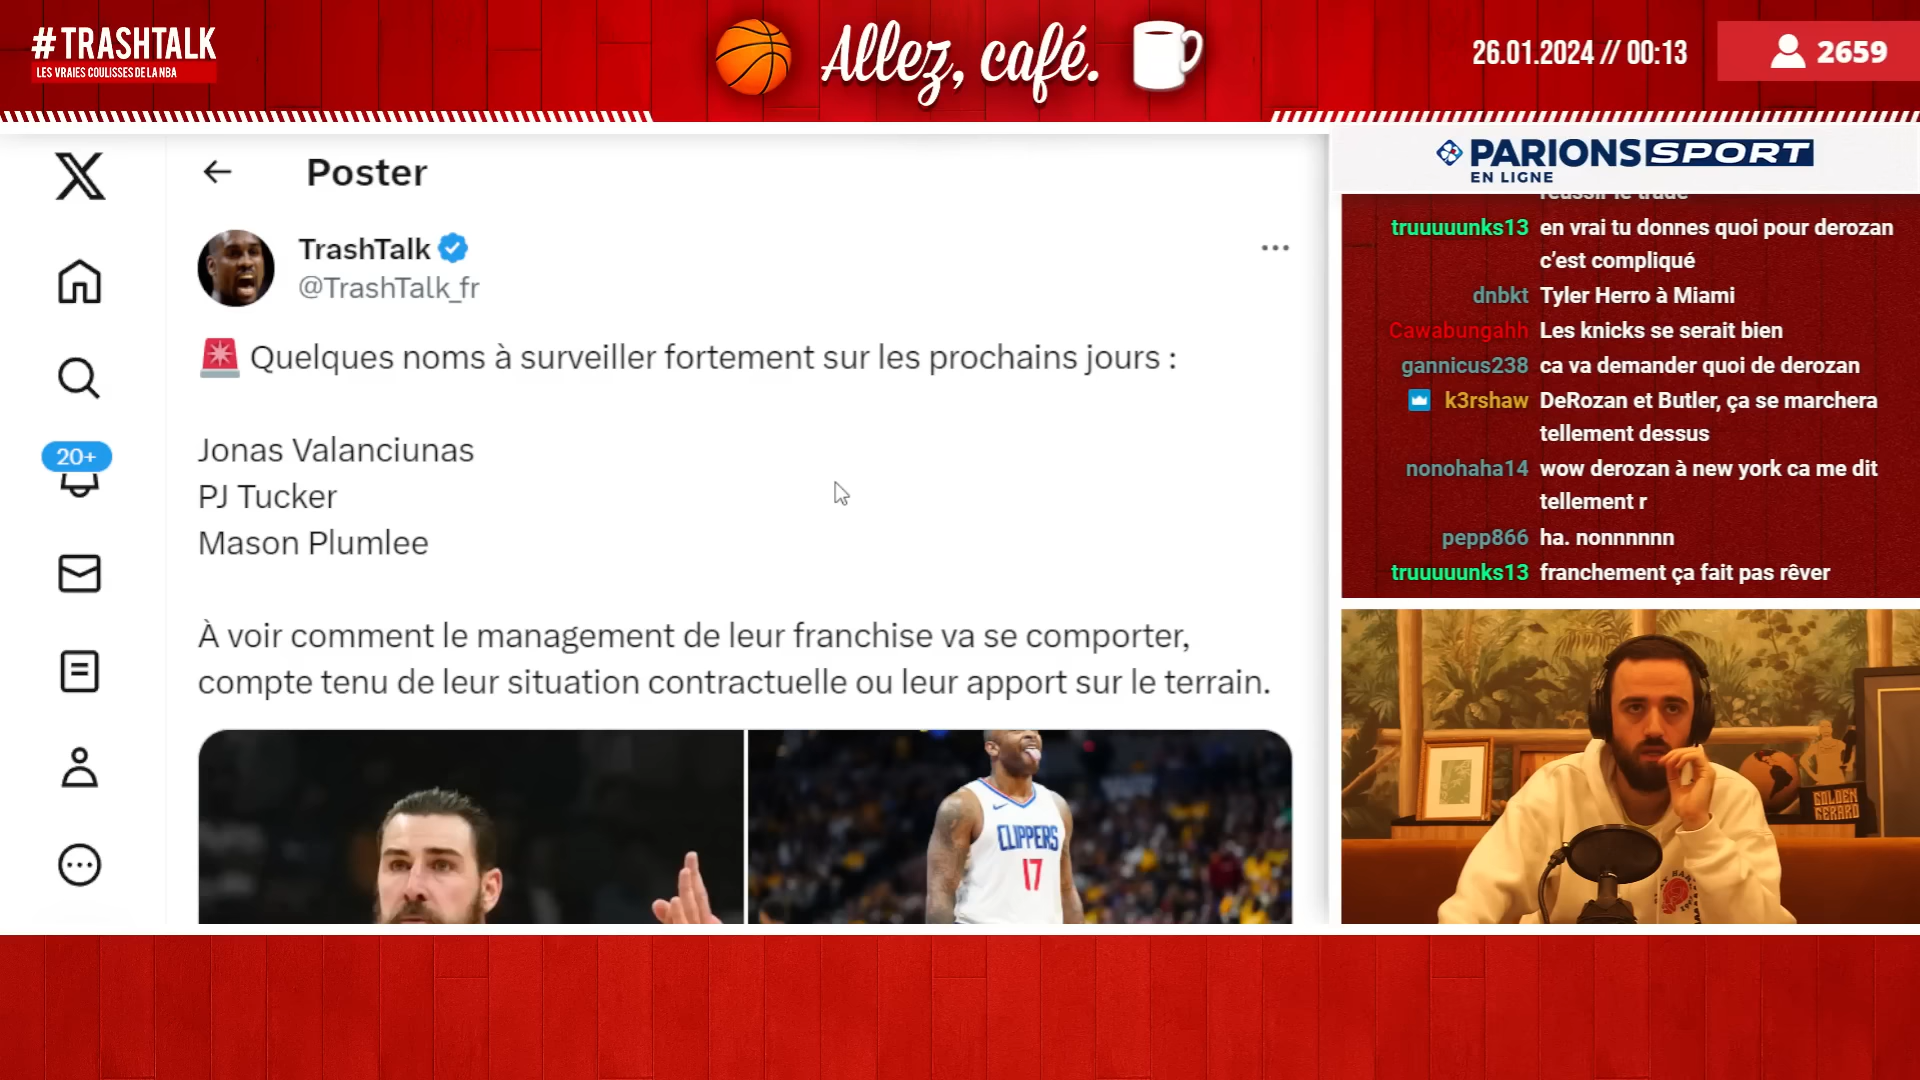 #TRASHTALK
LES VRAIES COULISSES DE LA NBA
Allez, café.
26.01.2024 // 00:13
2659
X
Poster
TrashTalk
@TrashTalk_fr
Quelques noms à surveiller fortement sur les prochains jours :
Jonas Valanciunas
PJ Tucker
Mason Plumlee
À voir comment le management de leur franchise va se comporter,
compte tenu de leur situation contractuelle ou leur apport sur le terrain.
20+
CLIPPERS
17
PARIONS SPORT
EN LIGNE
réussir le trade
truuuuunks13 en vrai tu donnes quoi pour derozan
c’est compliqué
dnbkt Tyler Herro à Miami
Cawabungahh Les knicks se serait bien
gannicus238 ca va demander quoi de derozan
k3rshaw DeRozan et Butler, ça se marchera
tellement dessus
nonohaha14 wow derozan à new york ca me dit
tellement r
pepp866 ha. nonnnnnn
truuuuunks13 franchement ça fait pas rêver
GOLDEN
GERARD